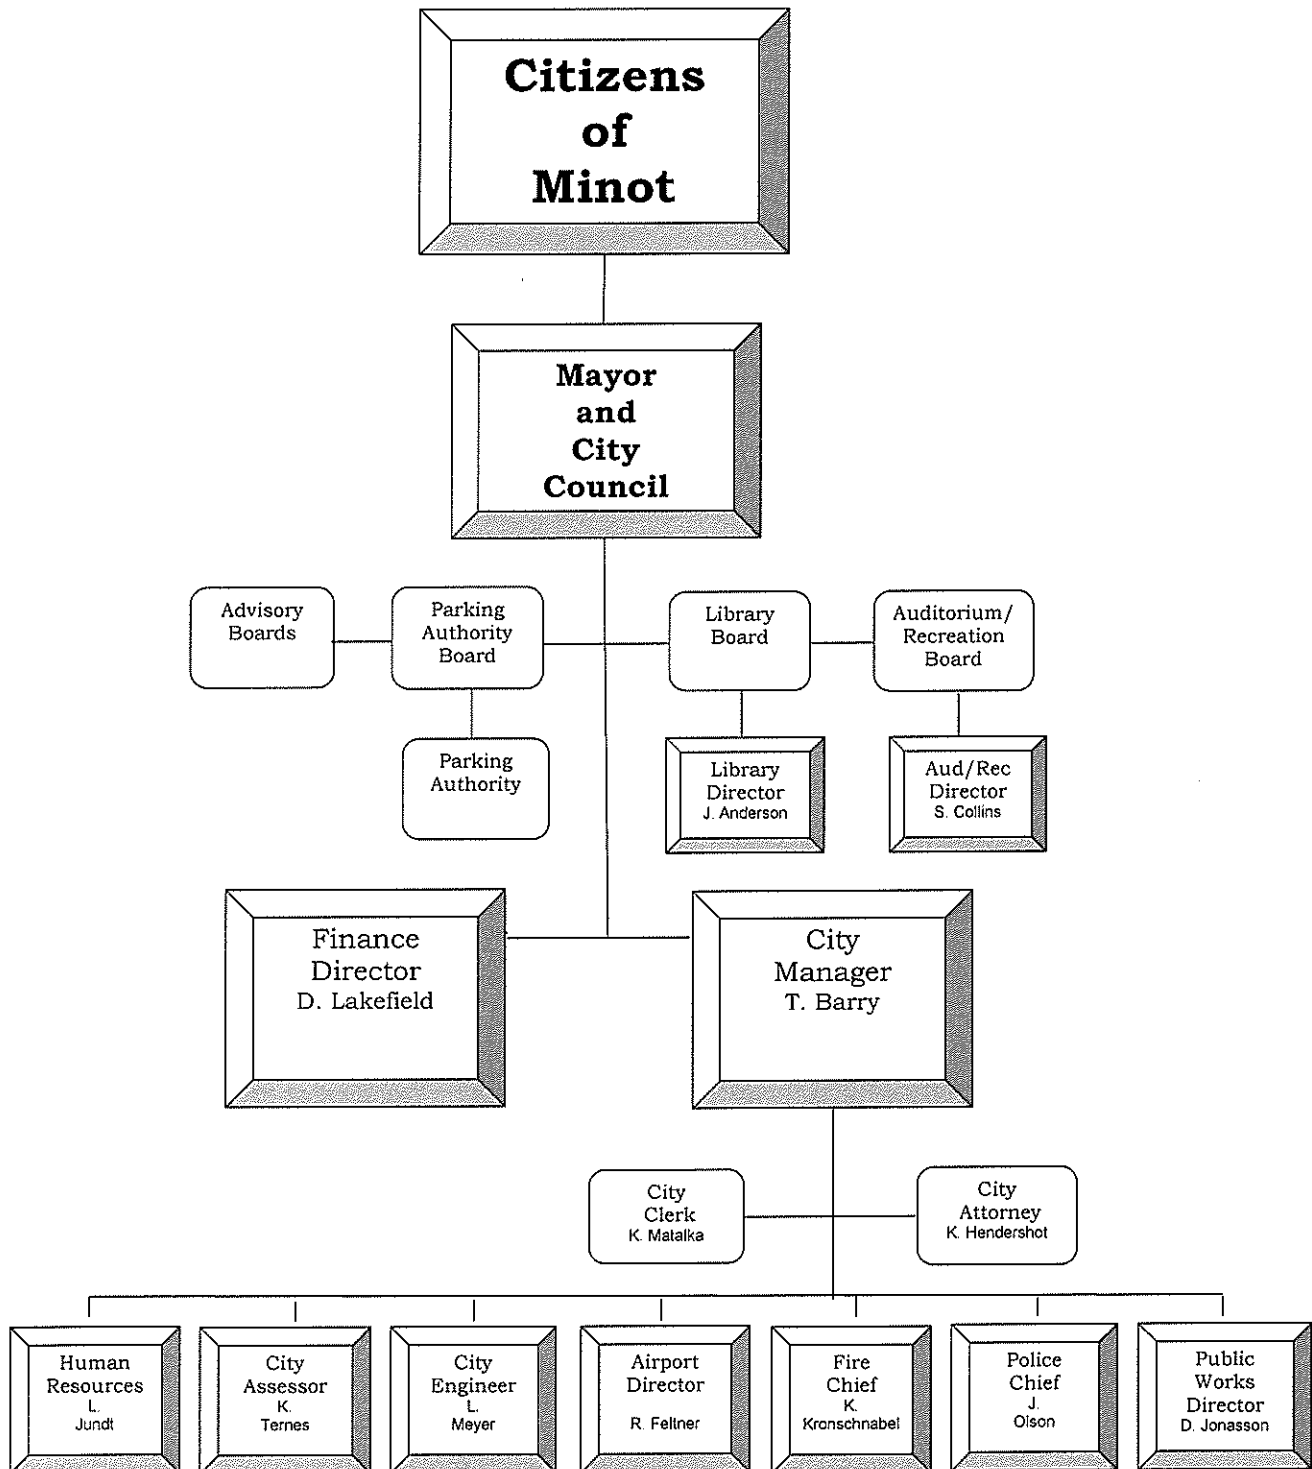 Citizens
of
Minot
Mayor
and
City
Council
Advisory
Boards
Parking
Authority
Board
Library
Board
Auditorium/
Recreation
Board
Parking
Authority
Library
Director
J. Anderson
Aud/Rec
Director
S. Collins
Finance
Director
D. Lakefield
City
Manager
T. Barry
City
Clerk
K. Matalka
City
Attorney
K. Hendershot
Human
Resources
L.
Jundt
City
Assessor
K.
Ternes
City
Engineer
L.
Meyer
Airport
Director
R. Feltner
Fire
Chief
K.
Kronschnabel
Police
Chief
J.
Olson
Public
Works
Director
D. Jonasson